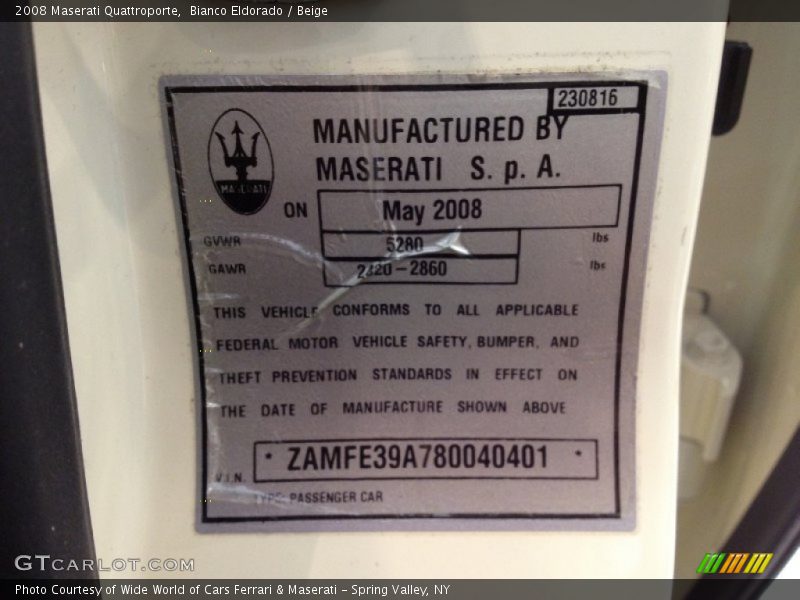 2008 Maserati Quattroporte, Bianco Eldorado / Beige
230816
MANUFACTURED BY
MASERATI S. p. A.
MASERATI
ON May 2008
GVWR 5280 lbs
GAWR 2420-2860 lbs
THIS VEHICLE CONFORMS TO ALL APPLICABLE
FEDERAL MOTOR VEHICLE SAFETY, BUMPER, AND
THEFT PREVENTION STANDARDS IN EFFECT ON
THE DATE OF MANUFACTURE SHOWN ABOVE
V.I.N. * ZAMFE39A780040401 *
TYPE: PASSENGER CAR
GTCARLOT.COM
Photo Courtesy of Wide World of Cars Ferrari & Maserati - Spring Valley, NY